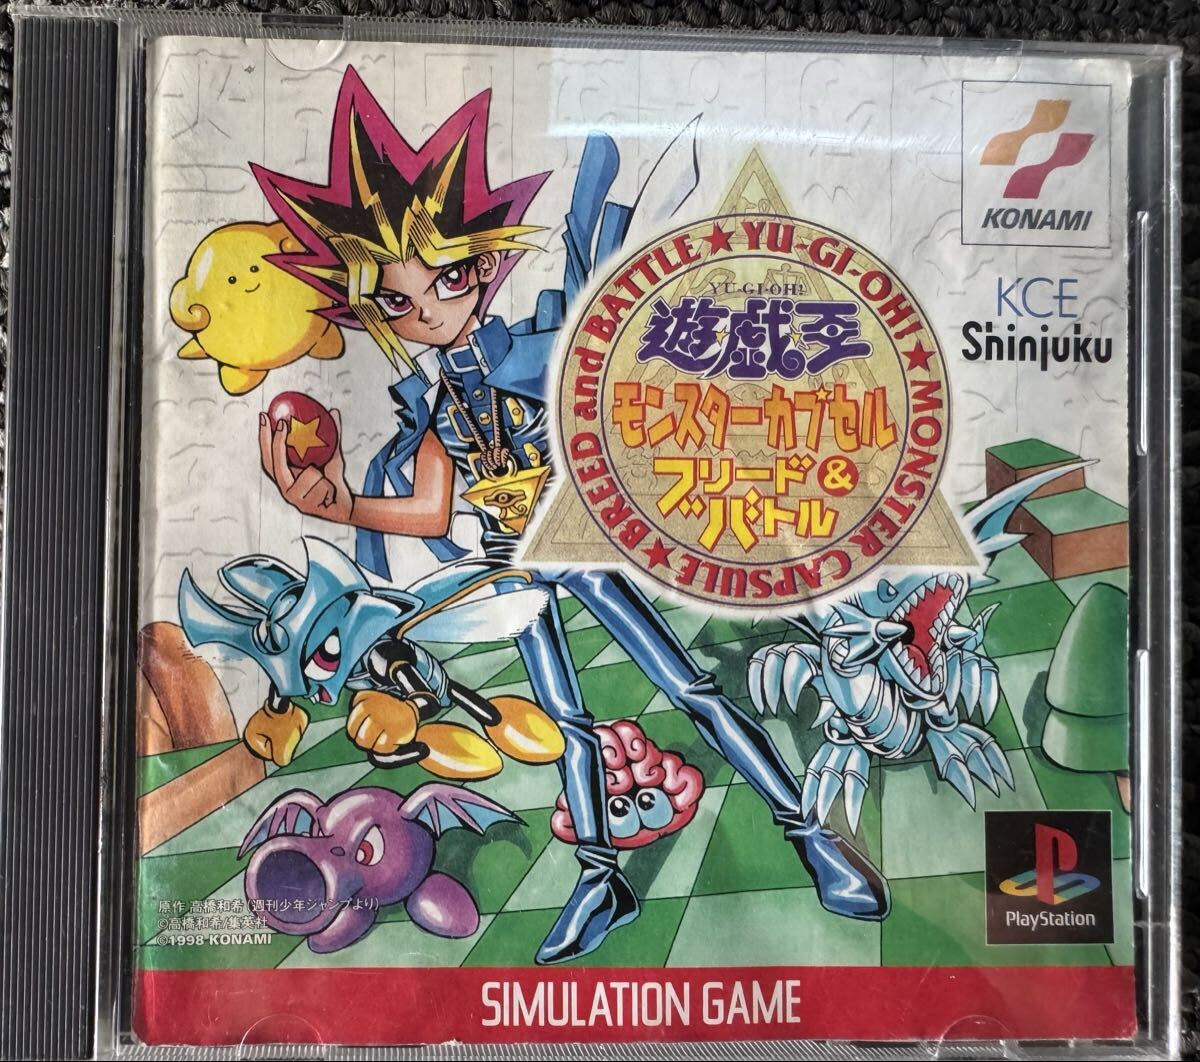 KONAMI
KCE
Shinjuku
BREED and BATTLE★YU-GI-OH!★MONSTER CAPSULE★
YU-GI-OH!
遊★戯王
モンスターカプセル
ブリード&
バトル
PlayStation
原作 高橋和希(週刊少年ジャンプより)
©高橋和希/集英社
©1998 KONAMI
SIMULATION GAME